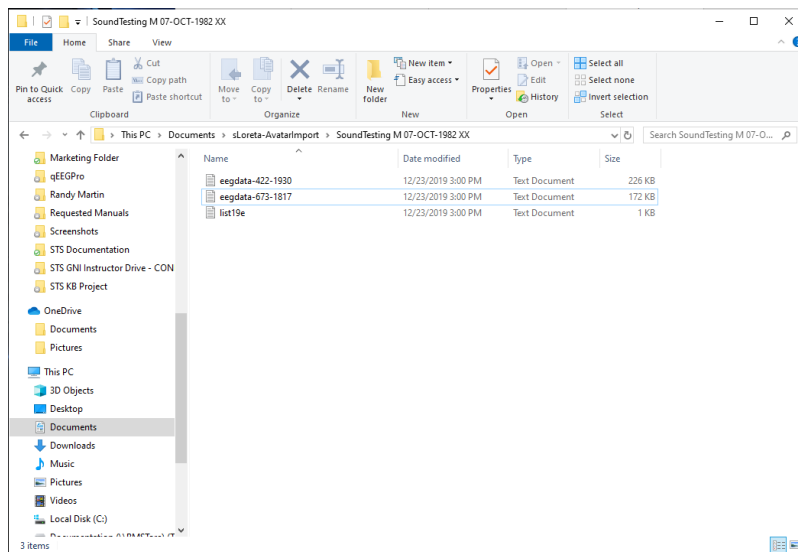 SoundTesting M 07-OCT-1982 XX
File Home Share View
Pin to Quick access
Copy
Paste
Cut
Copy path
Paste shortcut
Clipboard
Move to
Copy to
Delete
Rename
Organize
New folder
New item
Easy access
New
Properties
Open
Edit
History
Open
Select all
Select none
Invert selection
Select
This PC > Documents > sLoreta-AvatarImport > SoundTesting M 07-OCT-1982 XX
Search SoundTesting M 07-O...
Marketing Folder
qEEGPro
Randy Martin
Requested Manuals
Screenshots
STS Documentation
STS GNI Instructor Drive - CON
STS KB Project
OneDrive
Documents
Pictures
This PC
3D Objects
Desktop
Documents
Downloads
Music
Pictures
Videos
Local Disk (C:)
Name Date modified Type Size
eegdata-422-1930 12/23/2019 3:00 PM Text Document 226 KB
eegdata-673-1817 12/23/2019 3:00 PM Text Document 172 KB
list19e 12/23/2019 3:00 PM Text Document 1 KB
3 items